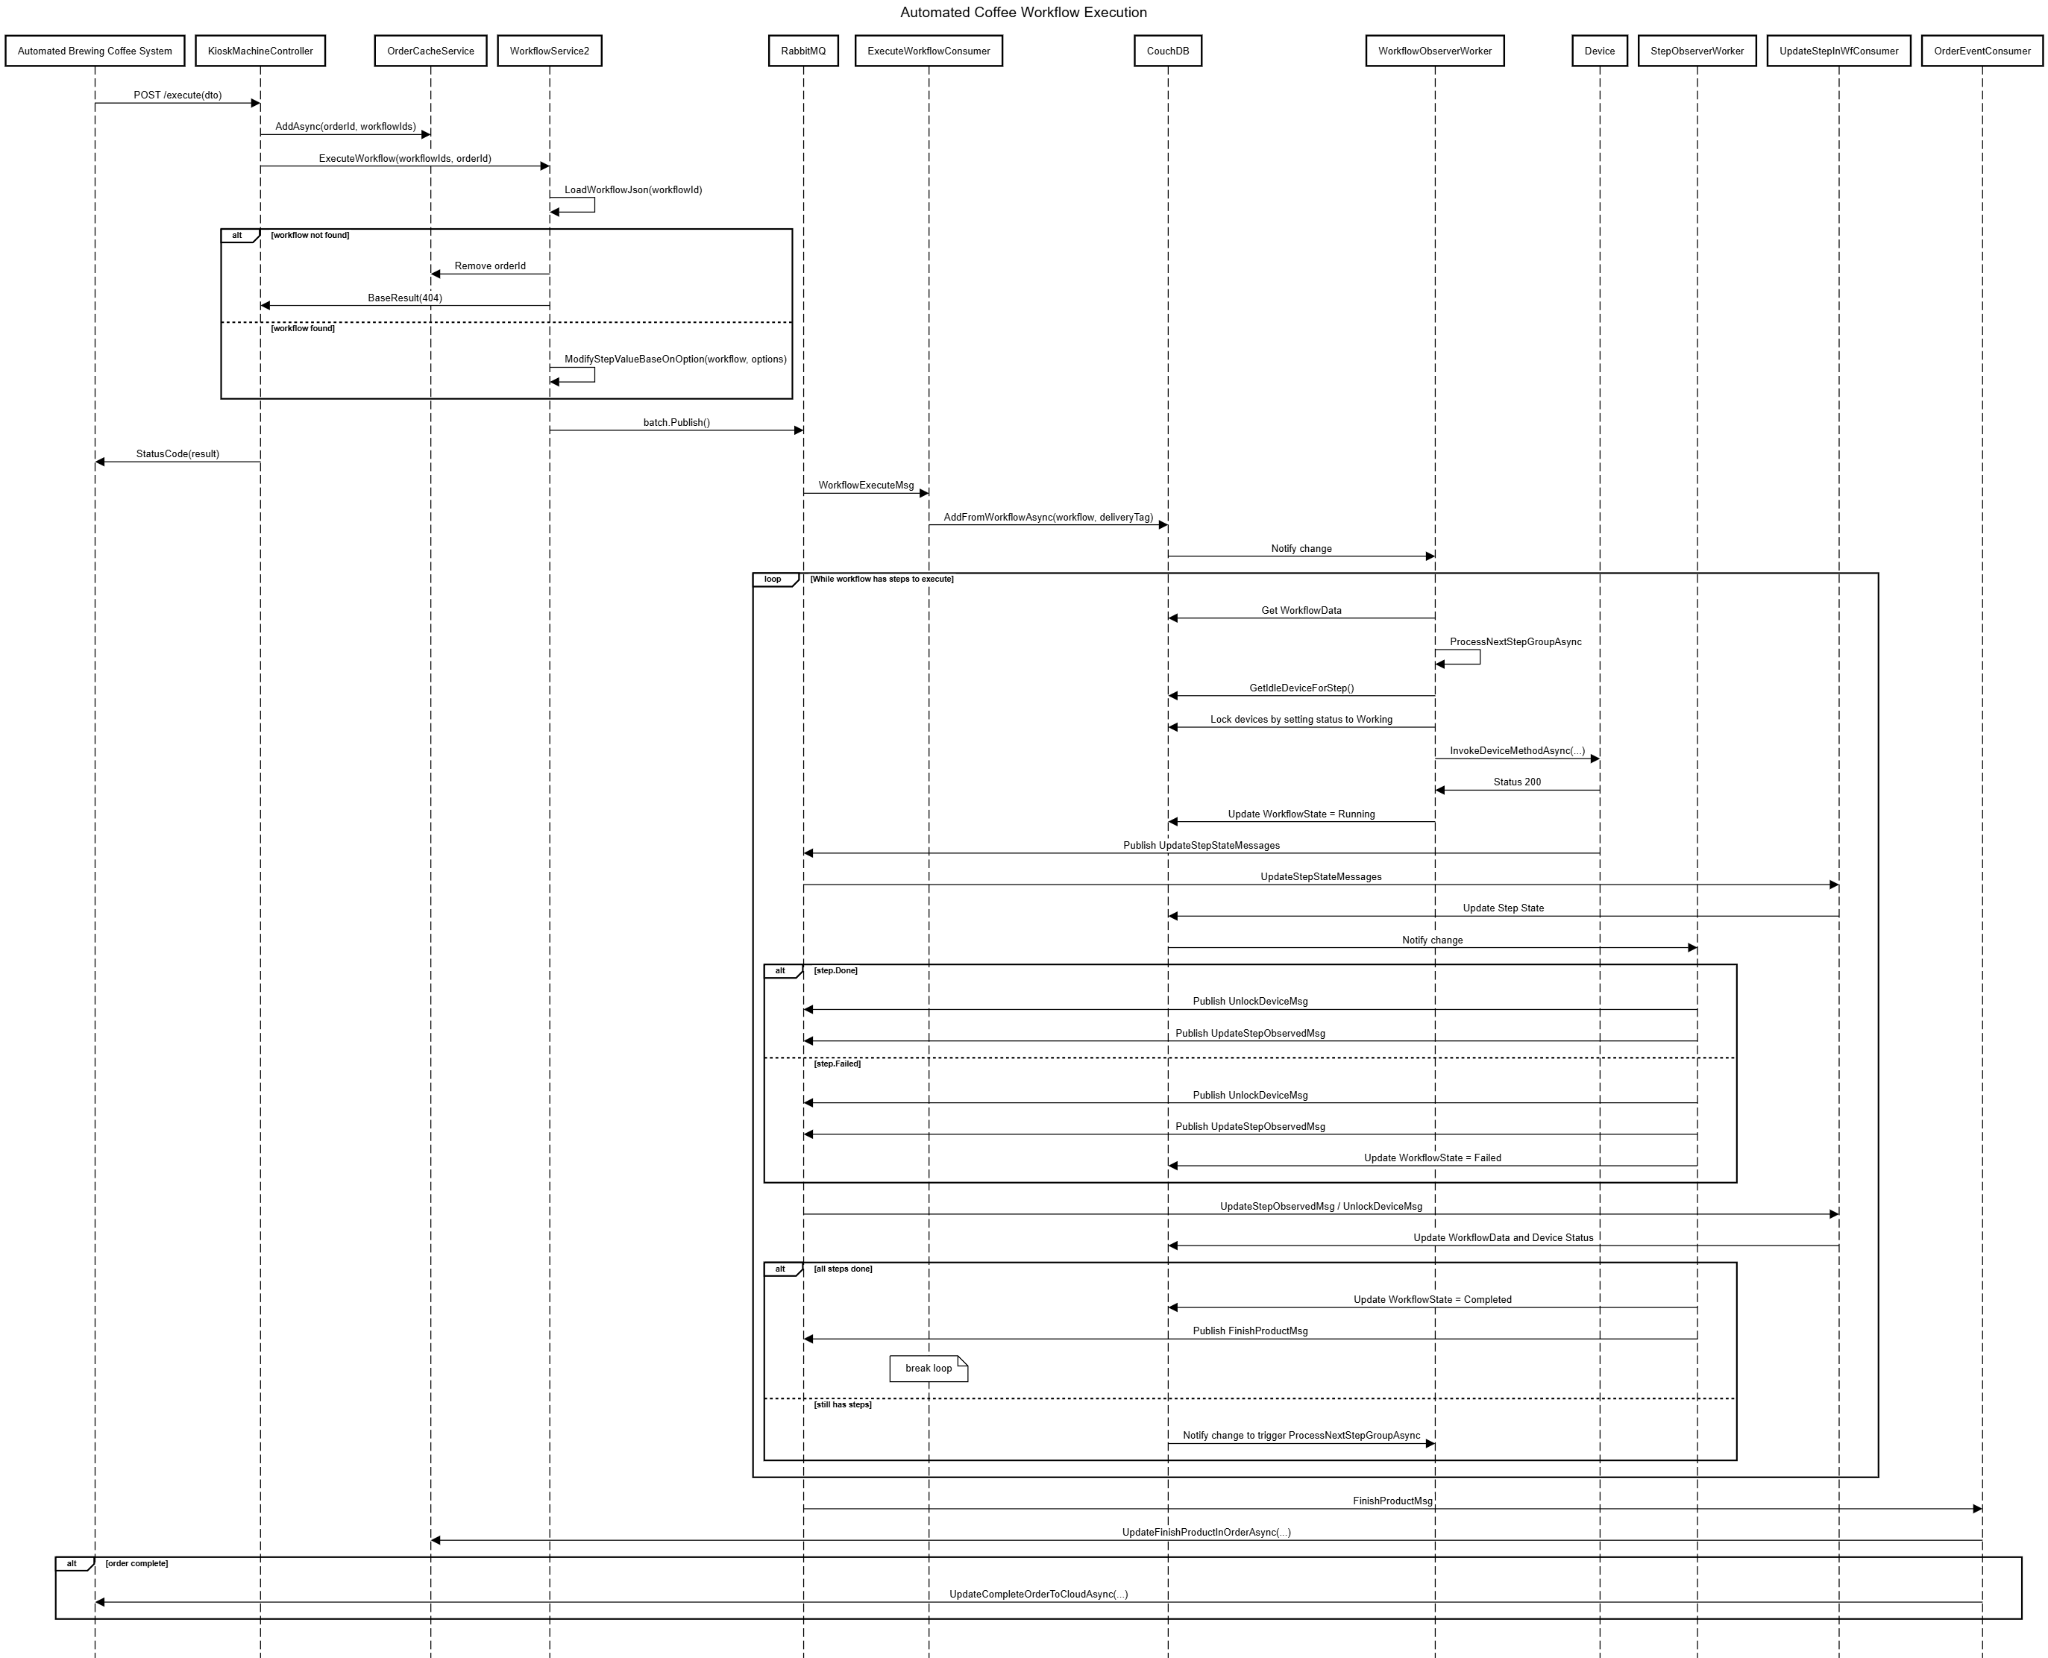 Automated Coffee Workflow Execution
Automated Brewing Coffee System
KioskMachineController
OrderCacheService
WorkflowService2
RabbitMQ
ExecuteWorkflowConsumer
CouchDB
WorkflowObserverWorker
Device
StepObserverWorker
UpdateStepInWfConsumer
OrderEventConsumer
POST /execute(dto)
AddAsync(orderId, workflowIds)
ExecuteWorkflow(workflowIds, orderId)
LoadWorkflowJson(workflowId)
alt
[workflow not found]
Remove orderId
BaseResult(404)
[workflow found]
ModifyStepValueBaseOnOption(workflow, options)
batch.Publish()
StatusCode(result)
WorkflowExecuteMsg
AddFromWorkflowAsync(workflow, deliveryTag)
Notify change
loop
[While workflow has steps to execute]
Get WorkflowData
ProcessNextStepGroupAsync
GetIdleDeviceForStep()
Lock devices by setting status to Working
InvokeDeviceMethodAsync(...)
Status 200
Update WorkflowState = Running
Publish UpdateStepStateMessages
UpdateStepStateMessages
Update Step State
Notify change
alt
[step.Done]
Publish UnlockDeviceMsg
Publish UpdateStepObservedMsg
[step.Failed]
Publish UnlockDeviceMsg
Publish UpdateStepObservedMsg
Update WorkflowState = Failed
UpdateStepObservedMsg / UnlockDeviceMsg
Update WorkflowData and Device Status
alt
[all steps done]
Update WorkflowState = Completed
Publish FinishProductMsg
break loop
[still has steps]
Notify change to trigger ProcessNextStepGroupAsync
FinishProductMsg
UpdateFinishProductInOrderAsync(...)
alt
[order complete]
UpdateCompleteOrderToCloudAsync(...)